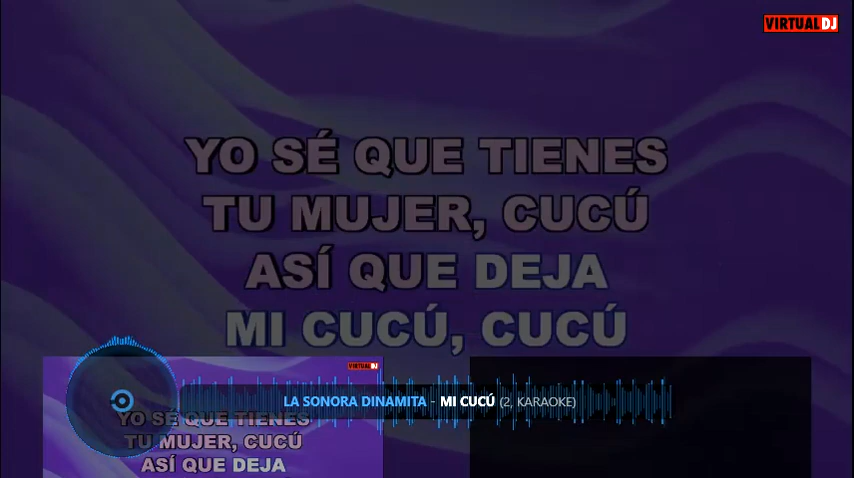 VIRTUALDJ
YO SÉ QUE TIENES
TU MUJER, CUCÚ
ASÍ QUE DEJA
MI CUCÚ, CUCÚ
VIRTUALDJ
LA SONORA DINAMITA - MI CUCÚ (2, KARAOKE)
YO SÉ QUE TIENES
TU MUJER, CUCÚ
ASÍ QUE DEJA